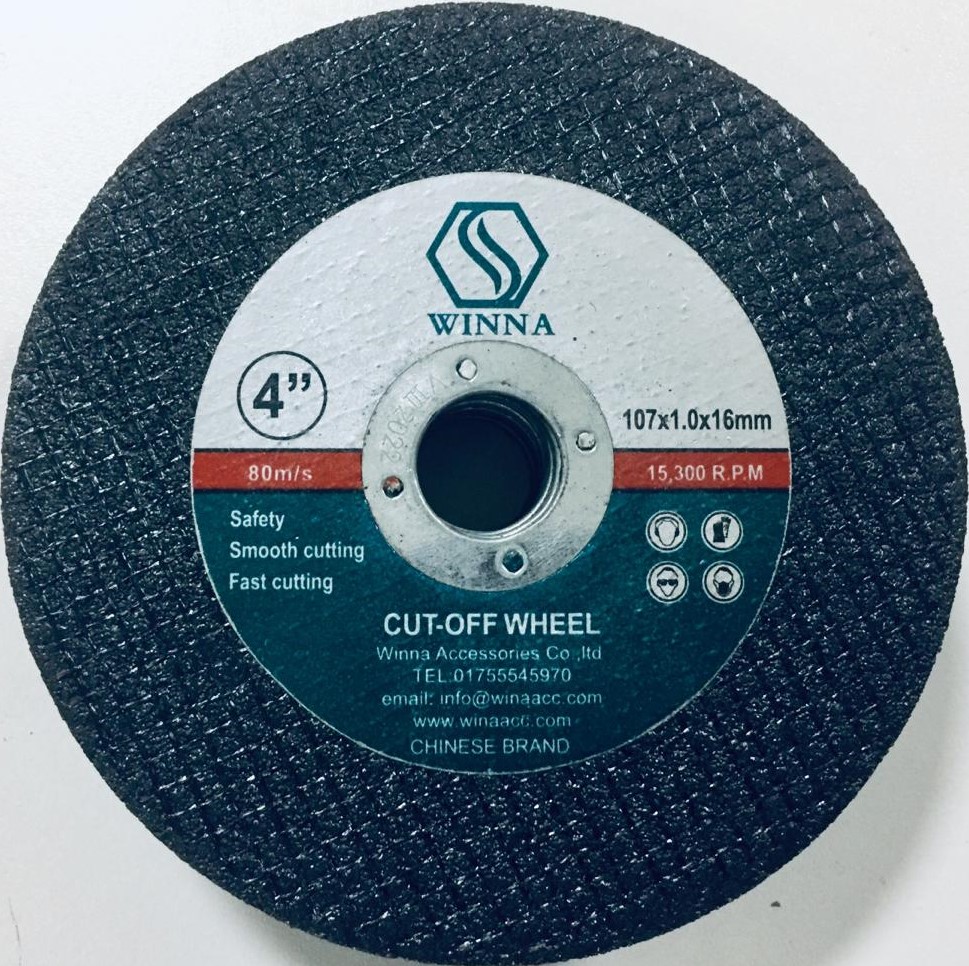 WINNA
4”
107x1.0x16mm
80m/s
15,300 R.P.M
Safety
Smooth cutting
Fast cutting
CUT-OFF WHEEL
Winna Accessories Co.,ltd
TEL:01755545970
email: info@winaacc.com
www.winaacc.com
CHINESE BRAND